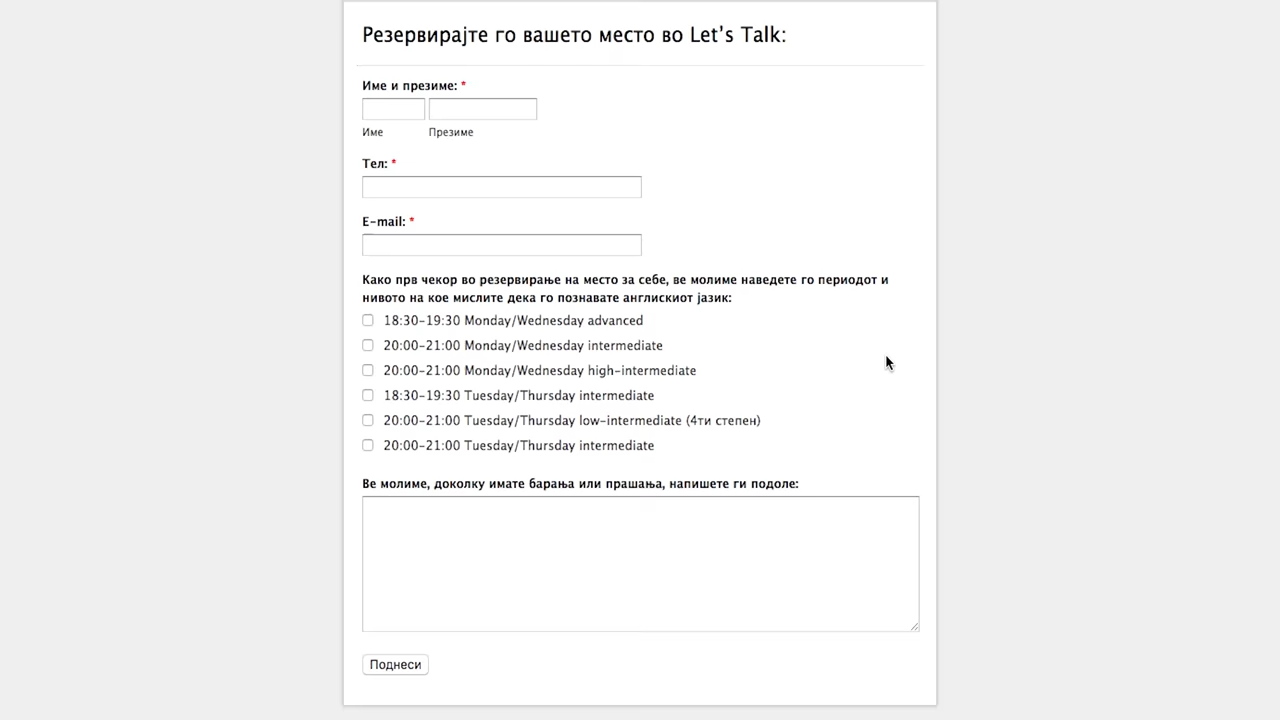 Резервирајте го вашето место во Let’s Talk:
Име и презиме: *
Име Презиме
Тел: *
E-mail: *
Како прв чекор во резервирање на место за себе, ве молиме наведете го периодот и
нивото на кое мислите дека го познавате англискиот јазик:
18:30-19:30 Monday/Wednesday advanced
20:00-21:00 Monday/Wednesday intermediate
20:00-21:00 Monday/Wednesday high-intermediate
18:30-19:30 Tuesday/Thursday intermediate
20:00-21:00 Tuesday/Thursday low-intermediate (4ти степен)
20:00-21:00 Tuesday/Thursday intermediate
Ве молиме, доколку имате барања или прашања, напишете ги подоле:
Поднеси